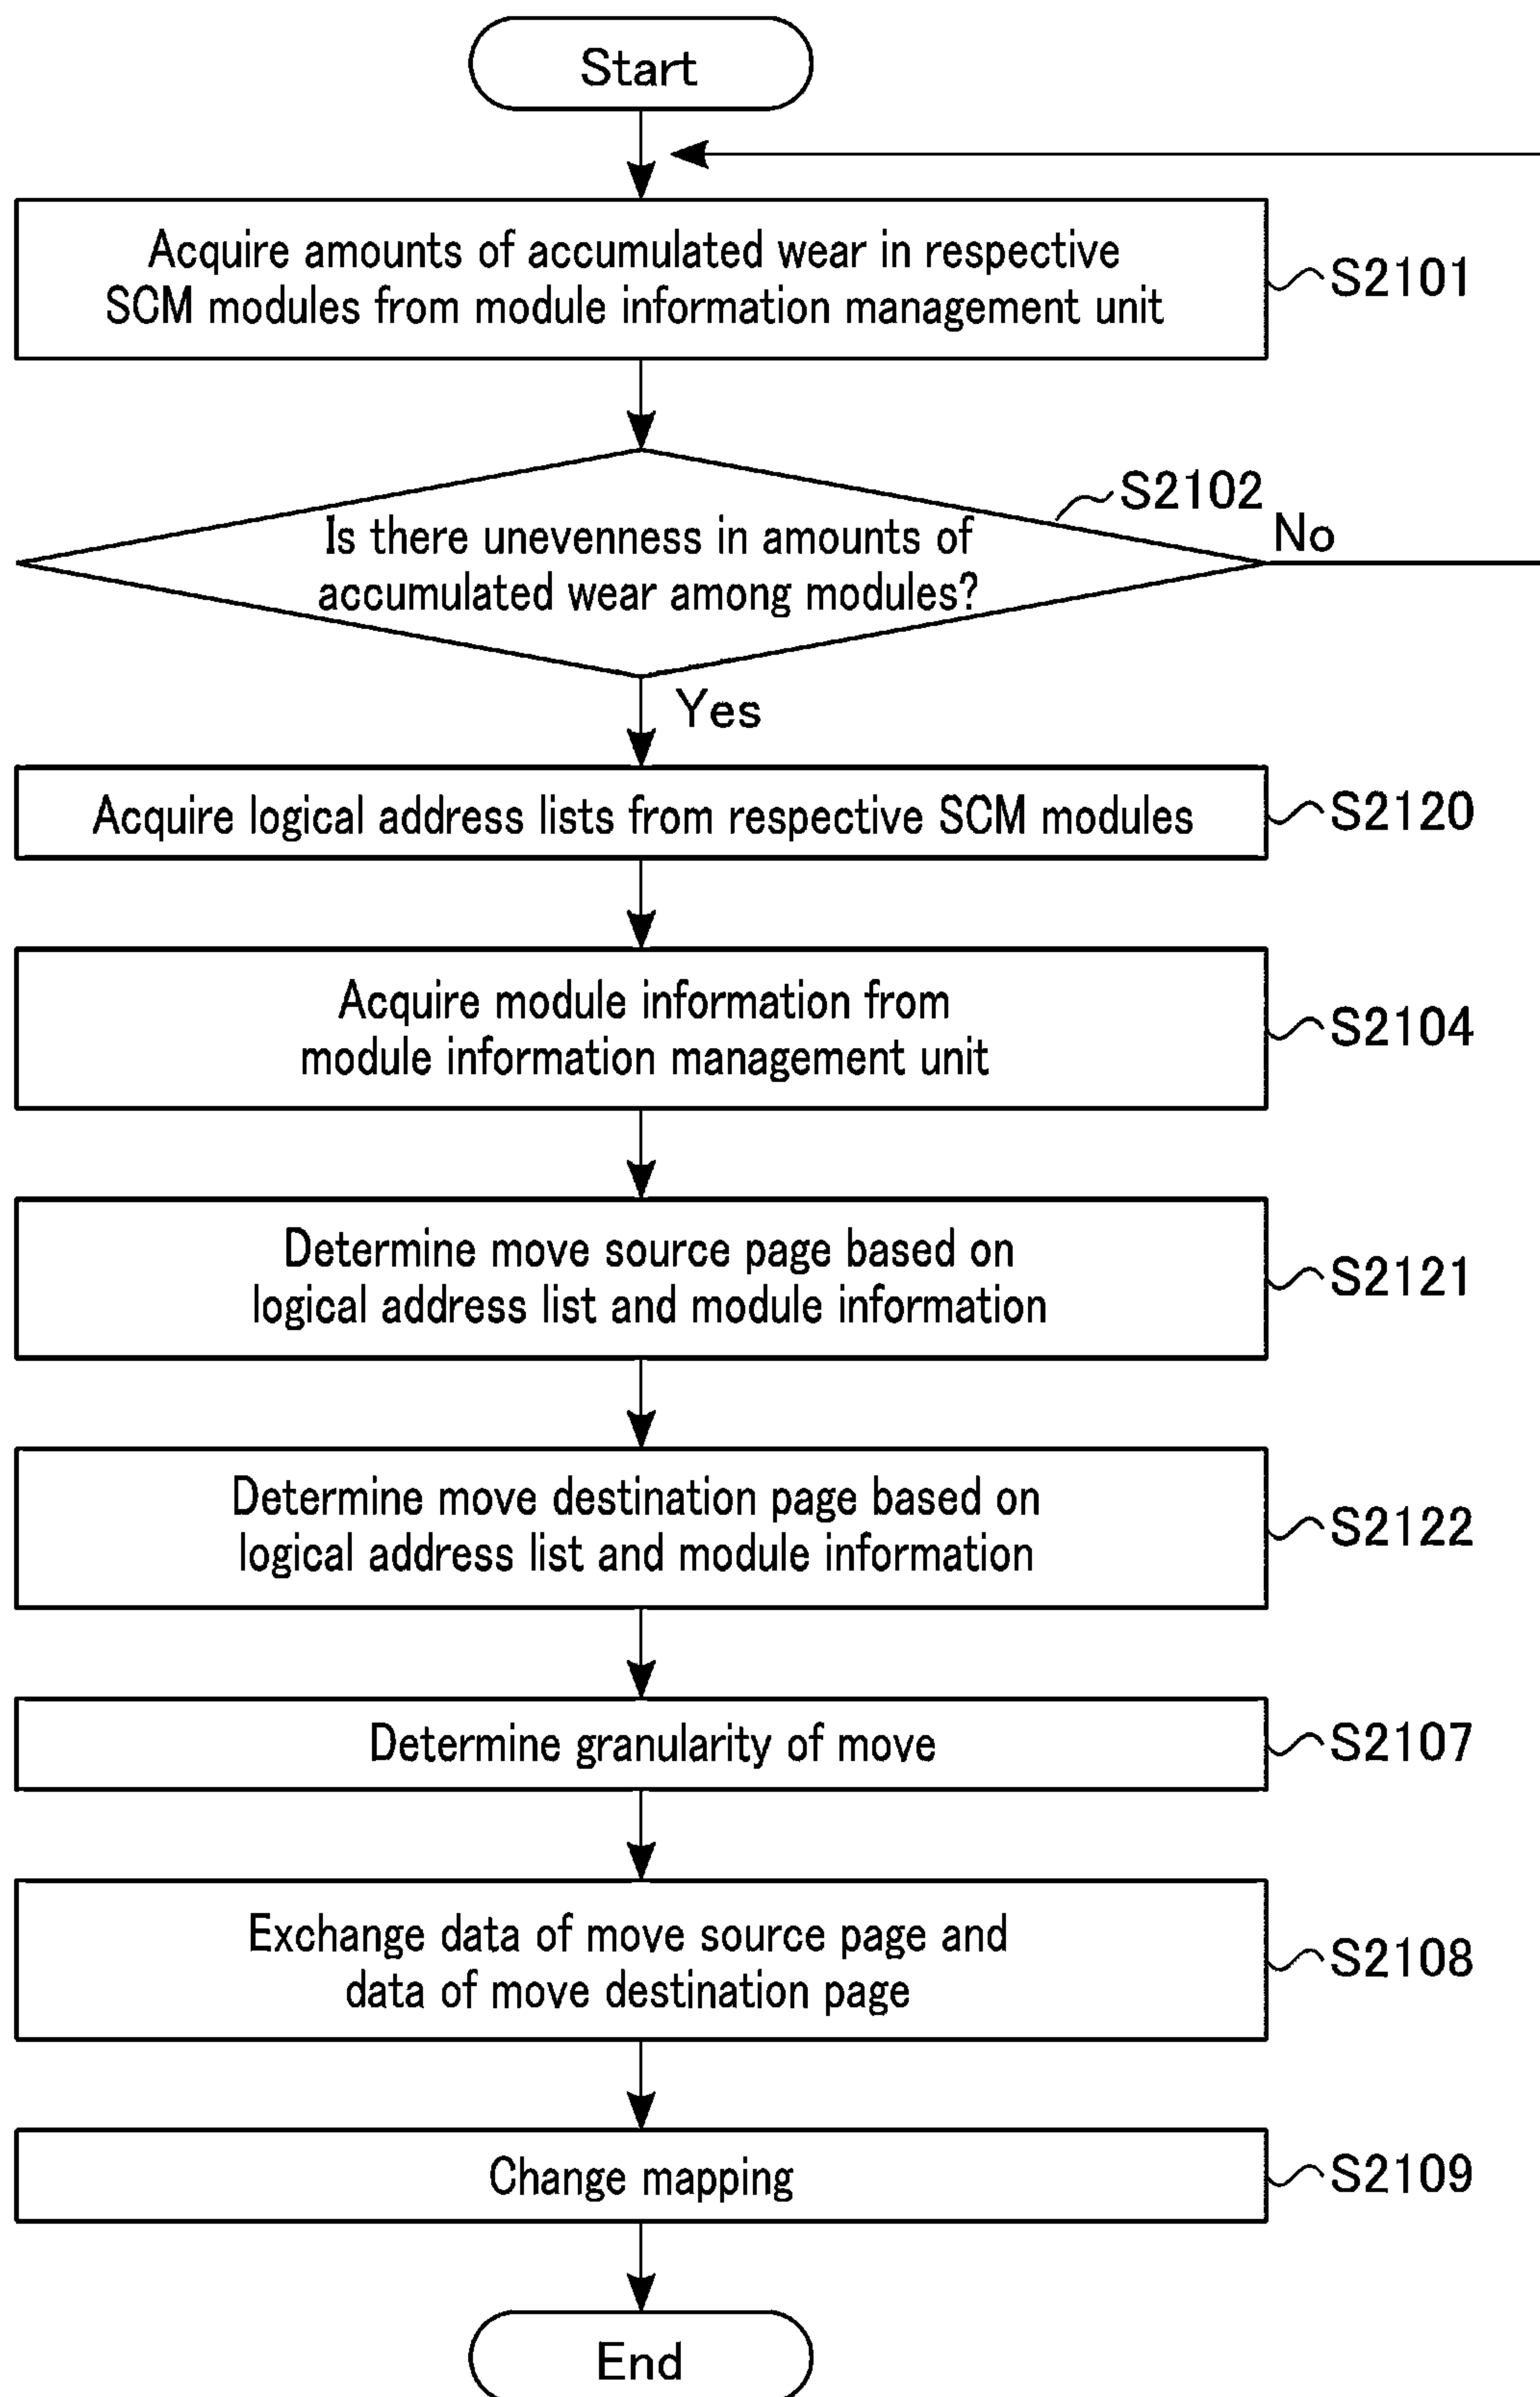 Start
Acquire amounts of accumulated wear in respective
SCM modules from module information management unit
S2101
S2102
Is there unevenness in amounts of
accumulated wear among modules?
No
Yes
Acquire logical address lists from respective SCM modules
S2120
Acquire module information from
module information management unit
S2104
Determine move source page based on
logical address list and module information
S2121
Determine move destination page based on
logical address list and module information
S2122
Determine granularity of move
S2107
Exchange data of move source page and
data of move destination page
S2108
Change mapping
S2109
End